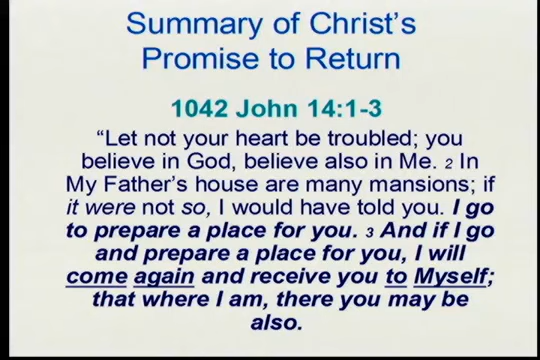 Summary of Christ's
Promise to Return
1042 John 14:1-3
“Let not your heart be troubled; you
believe in God, believe also in Me. 2 In
My Father's house are many mansions; if
it were not so, I would have told you. I go
to prepare a place for you. 3 And if I go
and prepare a place for you, I will
come again and receive you to Myself;
that where I am, there you may be
also.